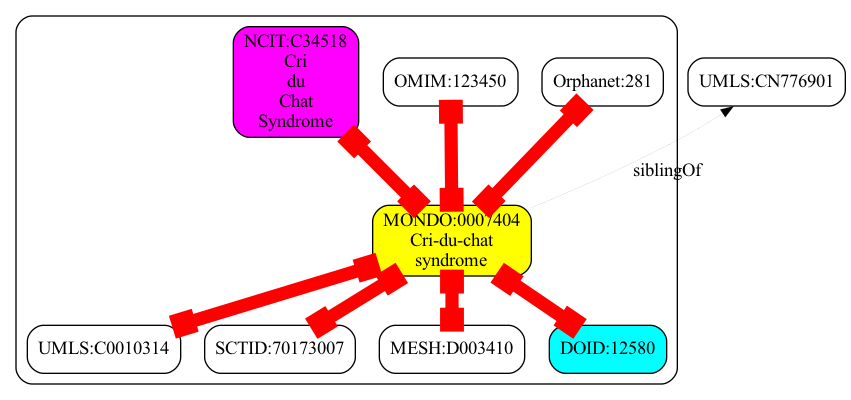 NCIT:C34518
Cri
du
Chat
Syndrome
OMIM:123450
Orphanet:281
UMLS:CN776901
siblingOf
MONDO:0007404
Cri-du-chat
syndrome
UMLS:C0010314
SCTID:70173007
MESH:D003410
DOID:12580